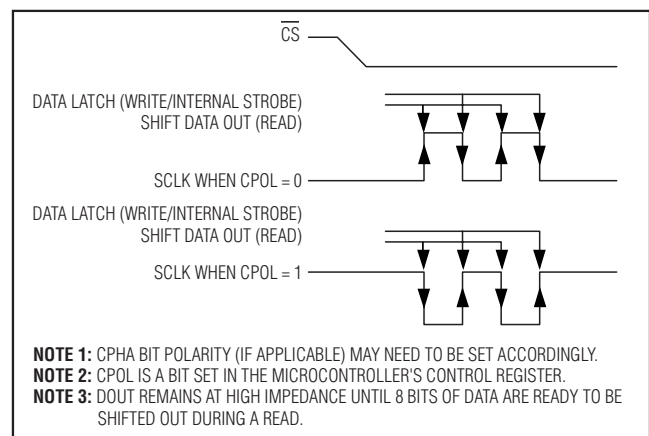 CS
DATA LATCH (WRITE/INTERNAL STROBE)
SHIFT DATA OUT (READ)
SCLK WHEN CPOL = 0
DATA LATCH (WRITE/INTERNAL STROBE)
SHIFT DATA OUT (READ)
SCLK WHEN CPOL = 1
NOTE 1: CPHA BIT POLARITY (IF APPLICABLE) MAY NEED TO BE SET ACCORDINGLY.
NOTE 2: CPOL IS A BIT SET IN THE MICROCONTROLLER'S CONTROL REGISTER.
NOTE 3: DOUT REMAINS AT HIGH IMPEDANCE UNTIL 8 BITS OF DATA ARE READY TO BE
SHIFTED OUT DURING A READ.